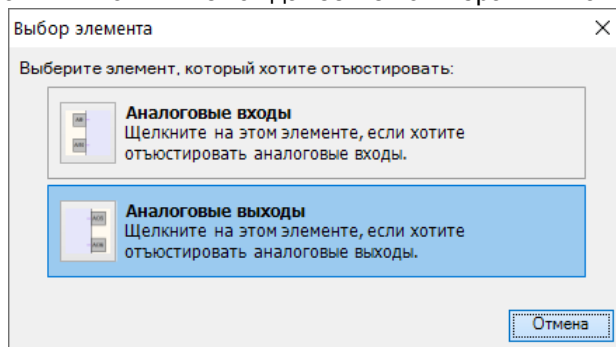 Выбор элемента
Выберите элемент, который хотите отъюстировать:
Аналоговые входы
Щелкните на этом элементе, если хотите
отъюстировать аналоговые входы.
Аналоговые выходы
Щелкните на этом элементе, если хотите
отъюстировать аналоговые выходы.
Отмена